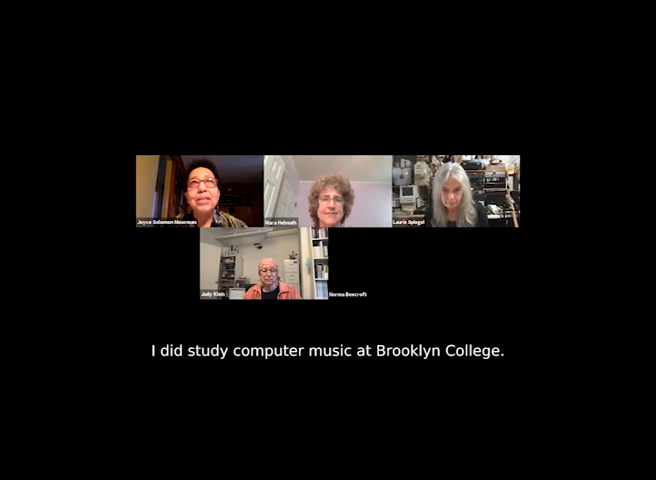 Joyce Solomon Moorman
Mara Helmuth
Laurie Spiegel
Judy Klein
Norma Beecroft
I did study computer music at Brooklyn College.